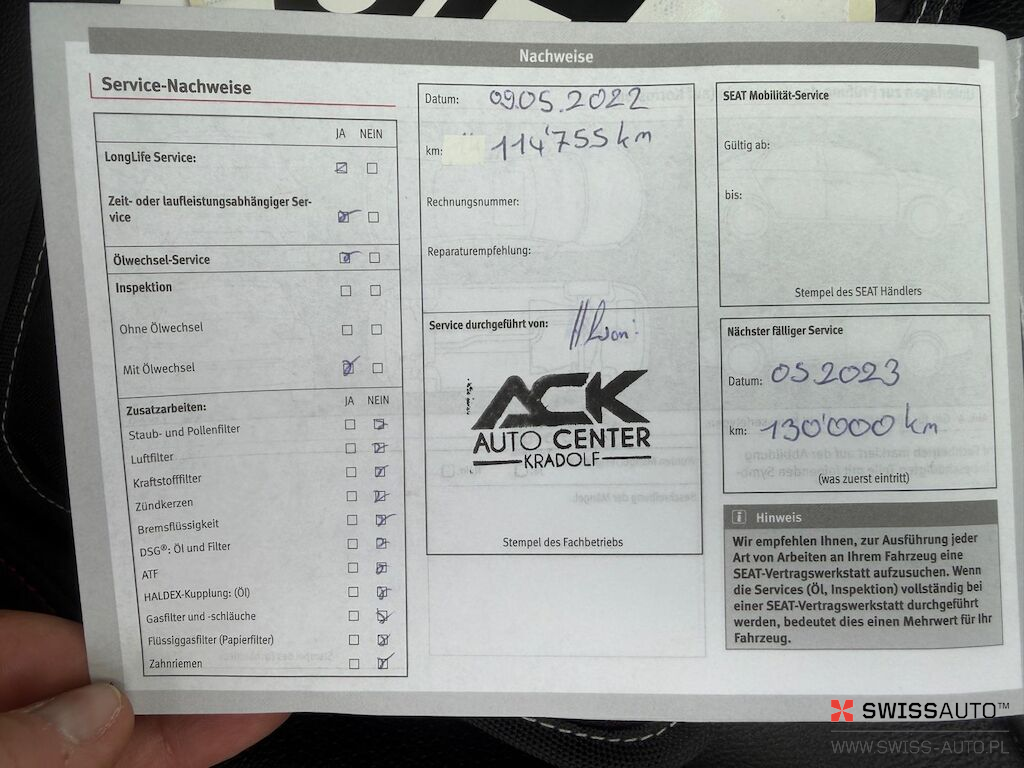 Nachweise
Service-Nachweise
JA NEIN
LongLife Service:
Zeit- oder laufleistungsabhängiger Ser-
vice
Ölwechsel-Service
Inspektion
Ohne Ölwechsel
Mit Ölwechsel
JA NEIN
Zusatzarbeiten:
Staub- und Pollenfilter
Luftfilter
Kraftstofffilter
Zündkerzen
Bremsflüssigkeit
DSG®: Öl und Filter
ATF
HALDEX-Kupplung: (Öl)
Gasfilter und -schläuche
Flüssiggasfilter (Papierfilter)
Zahnriemen
Datum: 09.05.2022
km: 114'755 km
Rechnungsnummer:
Reparaturempfehlung:
Service durchgeführt von:
ACK
AUTO CENTER
KRADOLF
Stempel des Fachbetriebs
SEAT Mobilität-Service
Gültig ab:
bis:
Stempel des SEAT Händlers
Nächster fälliger Service
Datum: 05 2023
km: 130'000 km
(was zuerst eintritt)
i Hinweis
Wir empfehlen Ihnen, zur Ausführung jeder
Art von Arbeiten an Ihrem Fahrzeug eine
SEAT-Vertragswerkstatt aufzusuchen. Wenn
die Services (Öl, Inspektion) vollständig bei
einer SEAT-Vertragswerkstatt durchgeführt
werden, bedeutet dies einen Mehrwert für Ihr
Fahrzeug.
SWISSAUTO™
WWW.SWISS-AUTO.PL